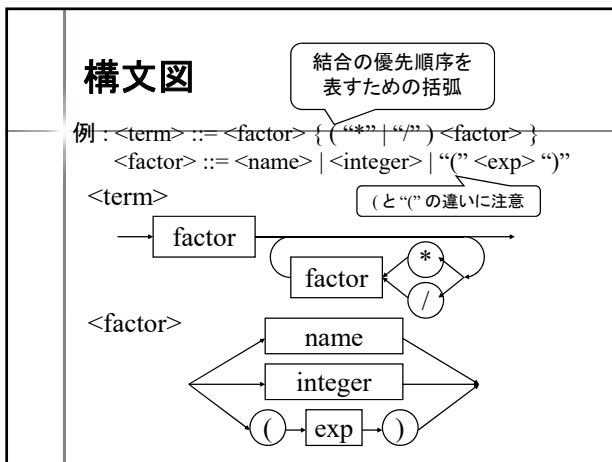 構文図
結合の優先順序を
表すための括弧
例 : <term> ::= <factor> { ( “*” | “/” ) <factor> }
<factor> ::= <name> | <integer> | “(” <exp> “)”
( と “(” の違いに注意
<term>
factor
factor
*
/
<factor>
name
integer
( exp )